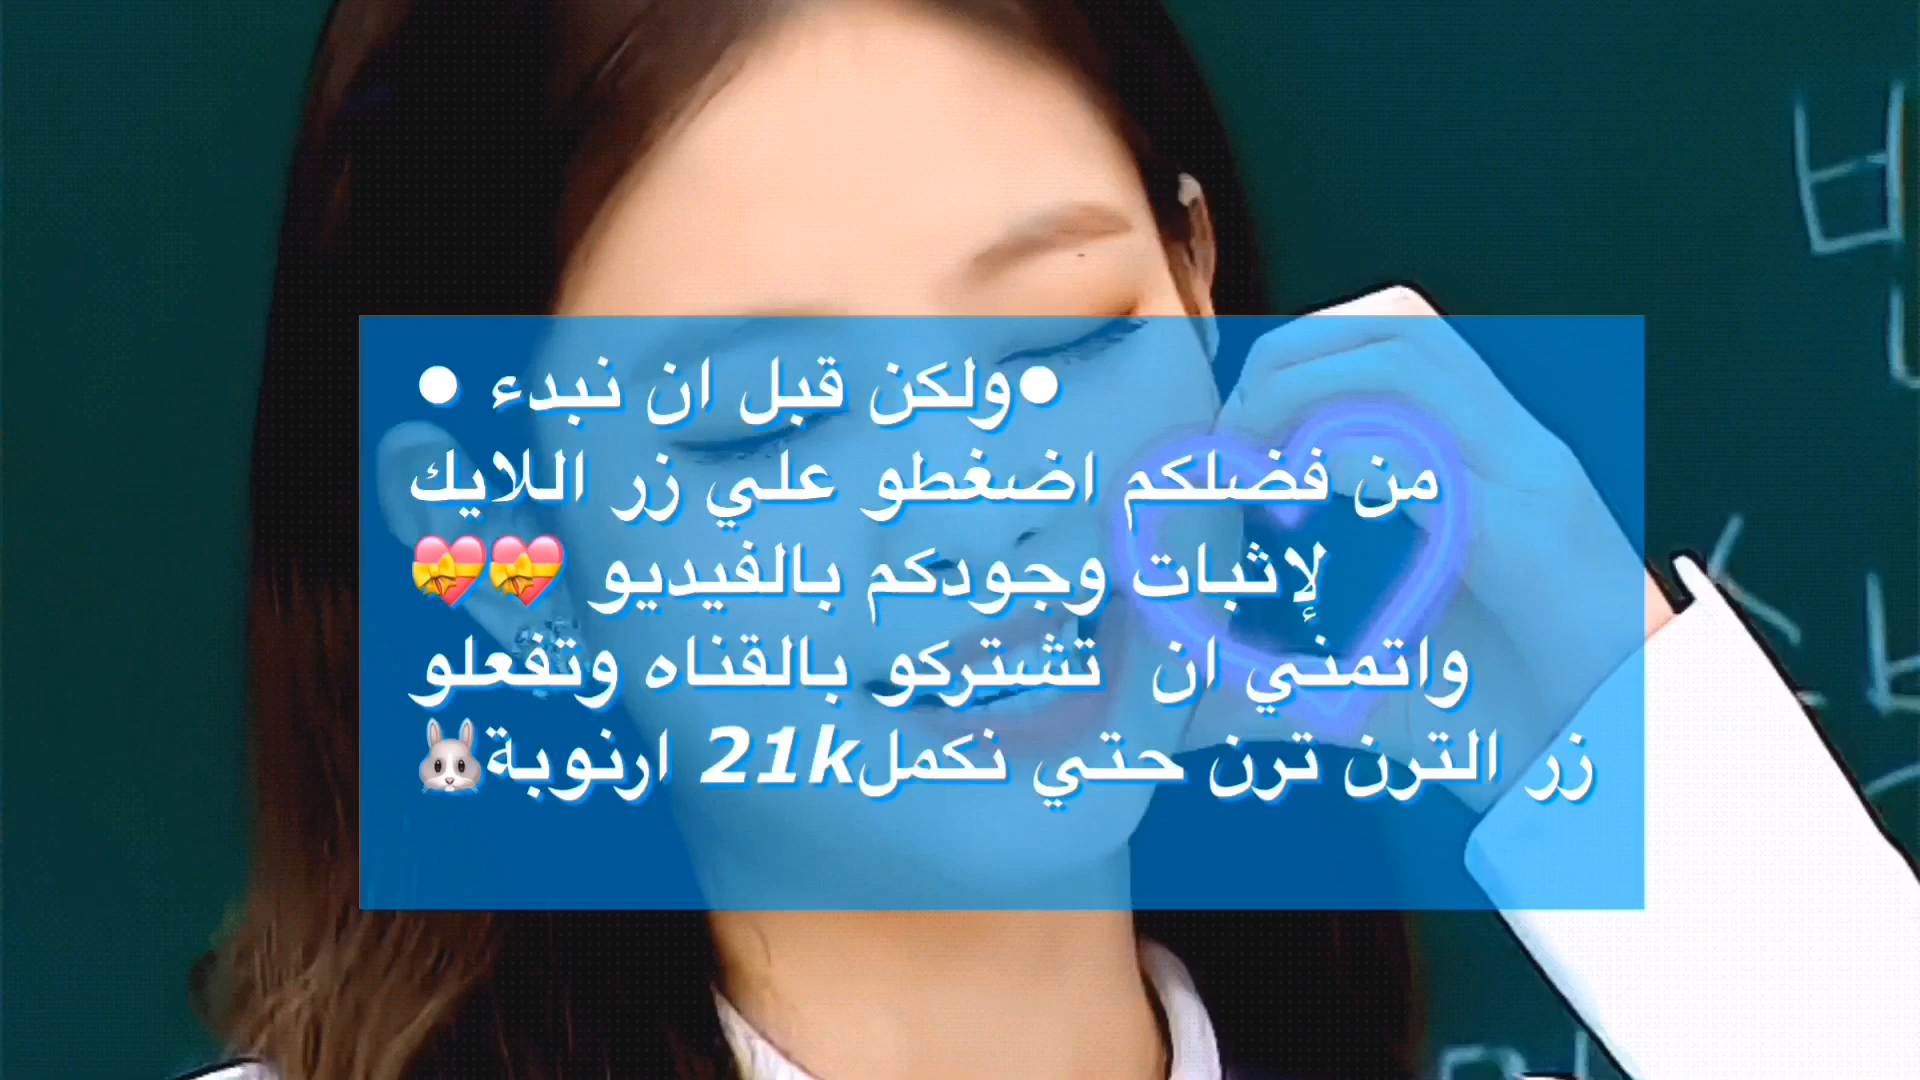 ●ولكن قبل ان نبدء ●
من فضلكم اضغطو علي زر اللايك
لإثبات وجودكم بالفيديو 💝💝
واتمني ان تشتركو بالقناه وتفعلو
زر الترن ترن حتي نكمل21k ارنوبة🐰